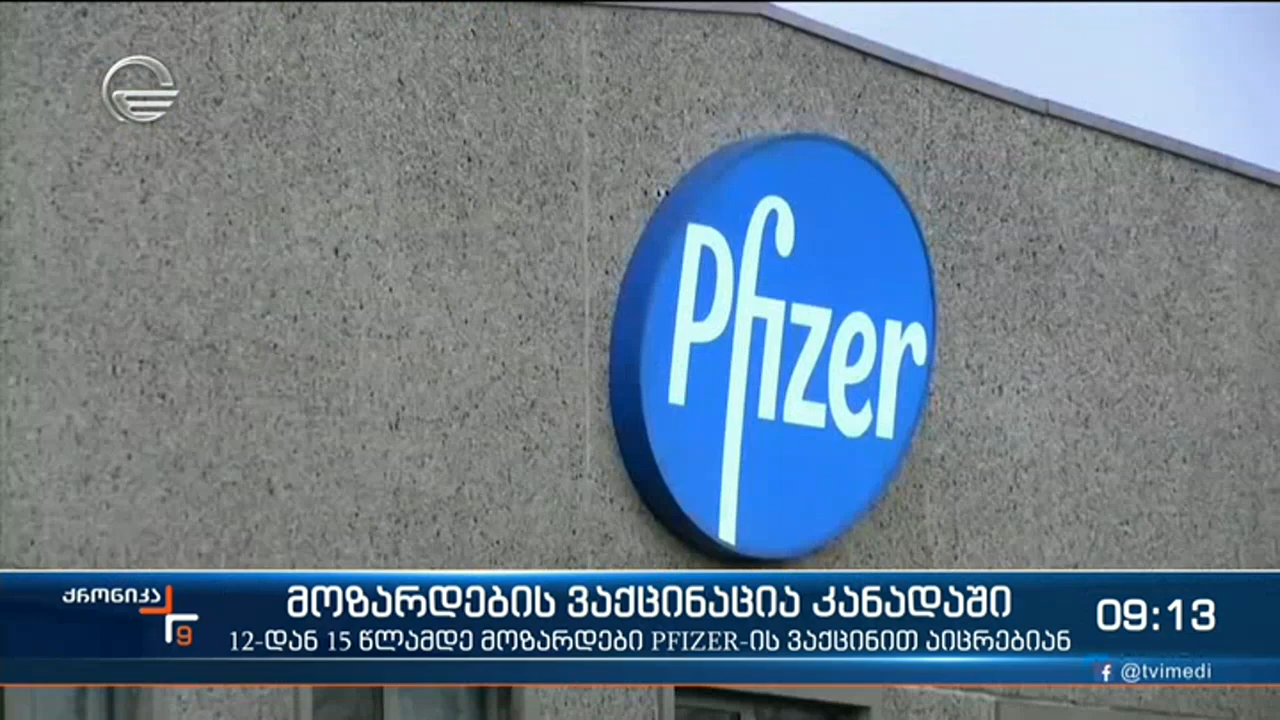 Pfizer
ქრონიკა
9
მოზარდების ვაქცინაცია კანადაში
12-დან 15 წლამდე მოზარდები PFIZER-ის ვაქცინით აიცრებიან
09:13
@tvimedi